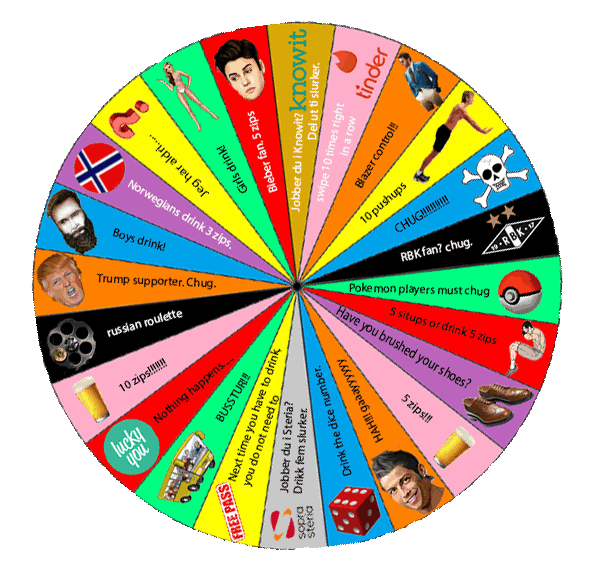 Jobber du i Knowit?
Del ut ti slurker.
knowit
swipe 10 times right
in a row
tinder
Blazer control!!
10 pushups
CHUG!!!!!!!!!!
RBK fan? chug.
19 - RBK - 17
Pokemon players must chug
5 situps or drink 5 zips
Have you brushed your shoes?
5 zips!!!
HAH!!! gaaayyyyyy
Drink the dice number.
Jobber du i Steria?
Drikk fem slurker.
sopra
steria
Next time you have to drink,
you do not need to
FREE PASS
BUSSTUR!!!
Nothing happens....
lucky
you
10 zips!!!!!!!
russian roulette
Trump supporter. Chug.
Boys drink!
Norwegians drink 3 zips.
Jeg har aldri.....
Girls drink!
Bieber fan. 5 zips